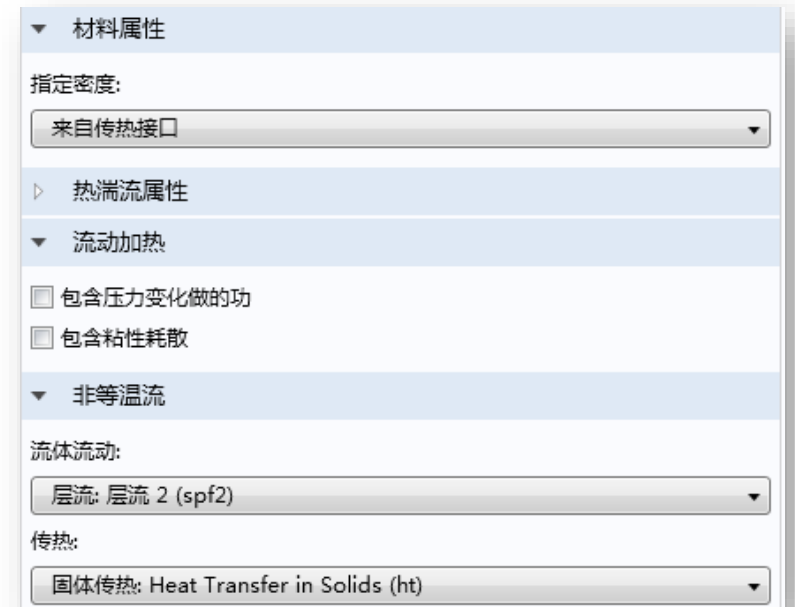 材料属性
指定密度:
来自传热接口
热湍流属性
流动加热
包含压力变化做的功
包含粘性耗散
非等温流
流体流动:
层流: 层流 2 (spf2)
传热:
固体传热: Heat Transfer in Solids (ht)